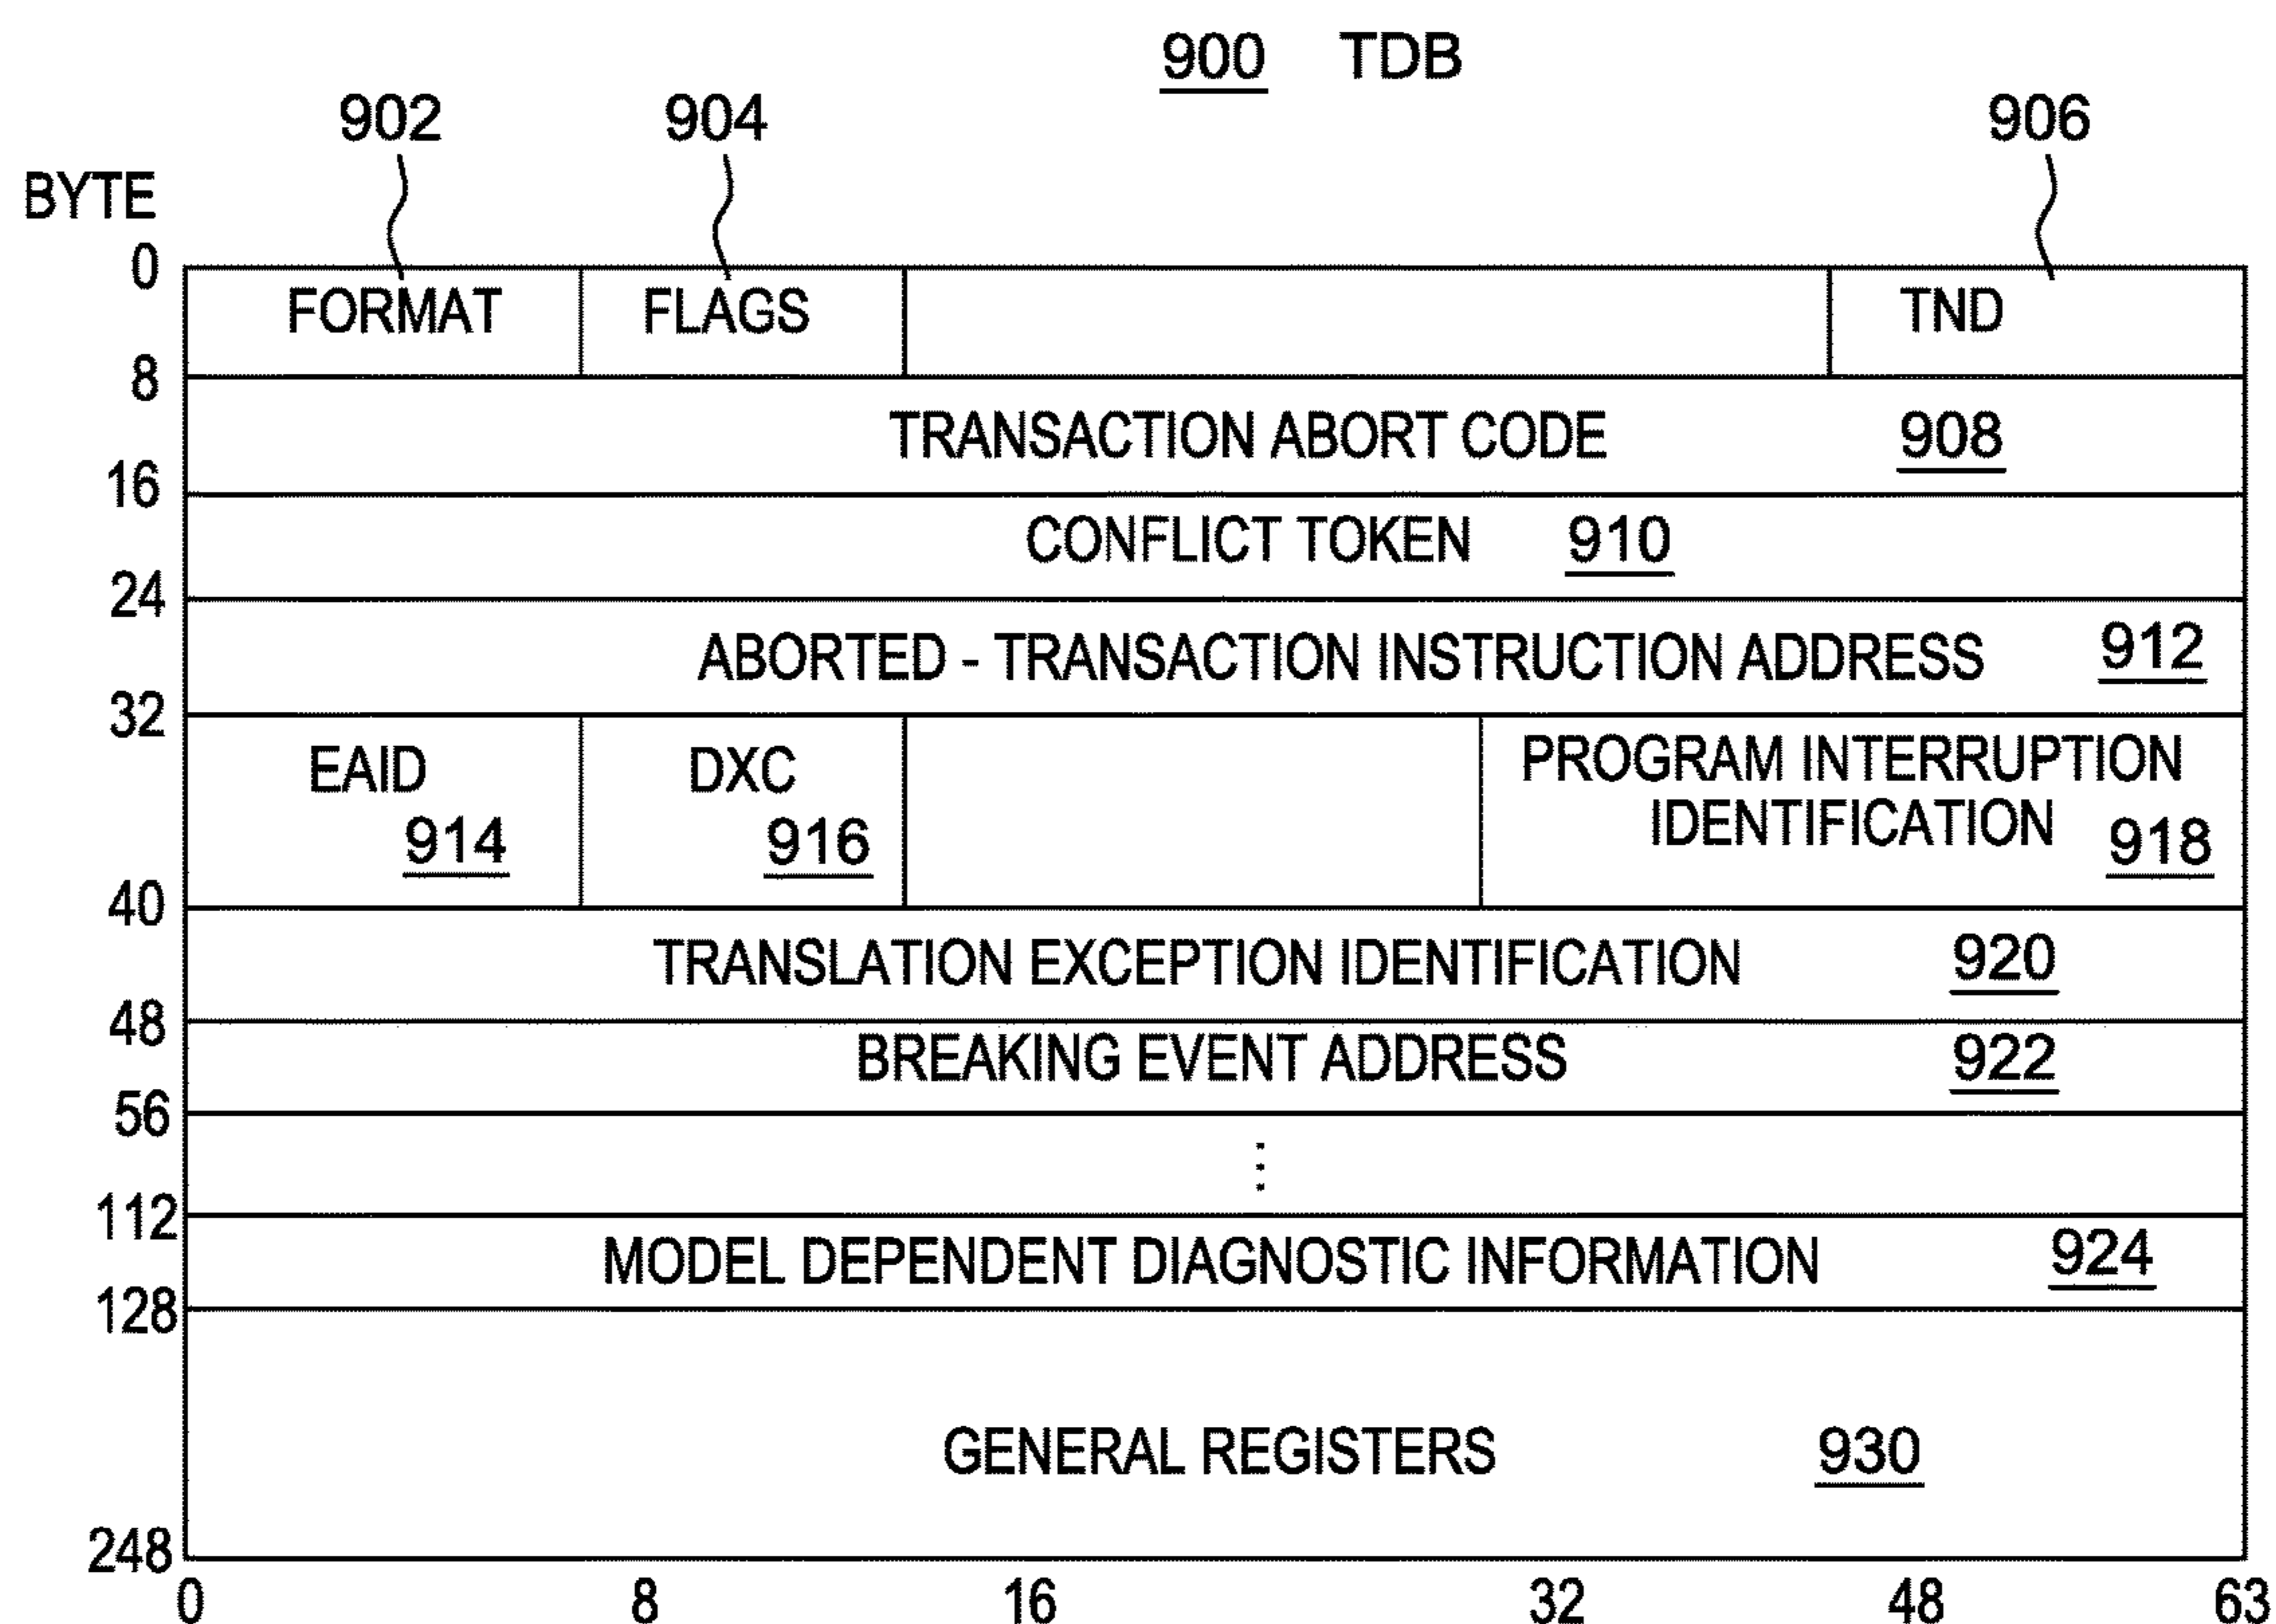 900 TDB
902 904 906
BYTE
0
FORMAT FLAGS TND
8
TRANSACTION ABORT CODE 908
16
CONFLICT TOKEN 910
24
ABORTED - TRANSACTION INSTRUCTION ADDRESS 912
32
EAID 914
DXC 916
PROGRAM INTERRUPTION
IDENTIFICATION 918
40
TRANSLATION EXCEPTION IDENTIFICATION 920
48
BREAKING EVENT ADDRESS 922
56
⋮
112
MODEL DEPENDENT DIAGNOSTIC INFORMATION 924
128
GENERAL REGISTERS 930
248
0 8 16 32 48 63